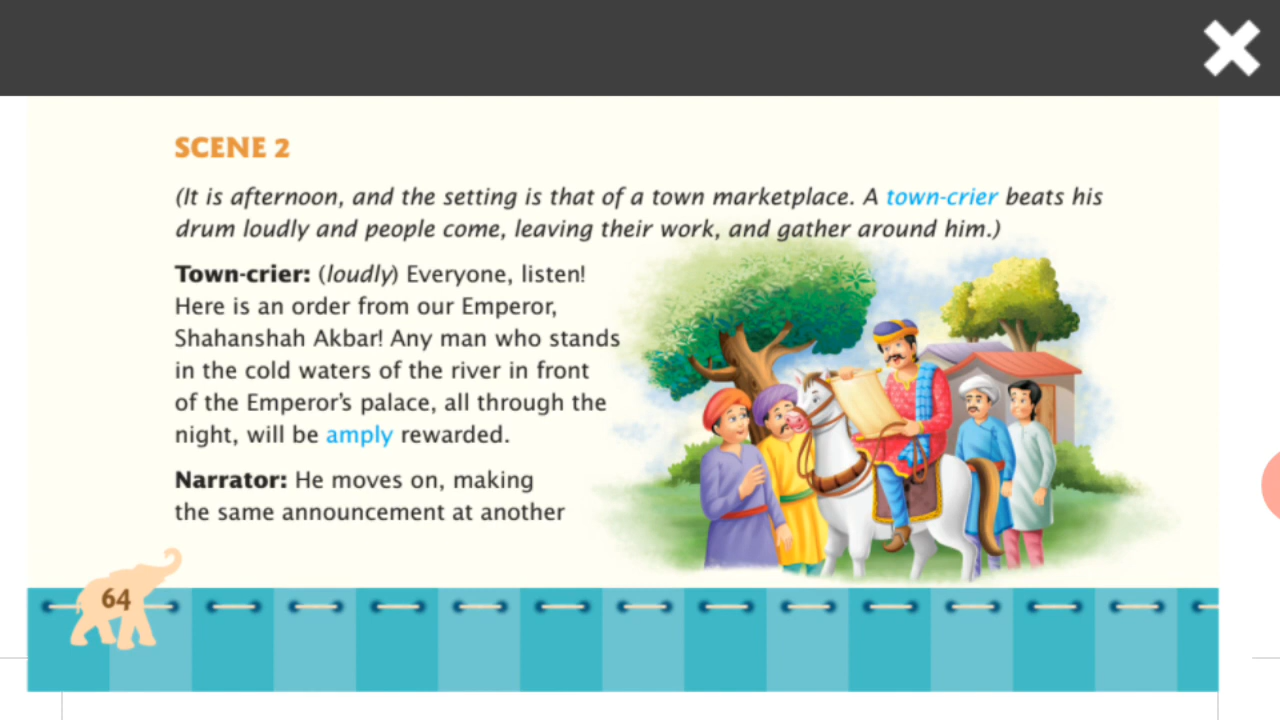 SCENE 2
(It is afternoon, and the setting is that of a town marketplace. A town-crier beats his
drum loudly and people come, leaving their work, and gather around him.)
Town-crier: (loudly) Everyone, listen!
Here is an order from our Emperor,
Shahanshah Akbar! Any man who stands
in the cold waters of the river in front
of the Emperor's palace, all through the
night, will be amply rewarded.
Narrator: He moves on, making
the same announcement at another
64